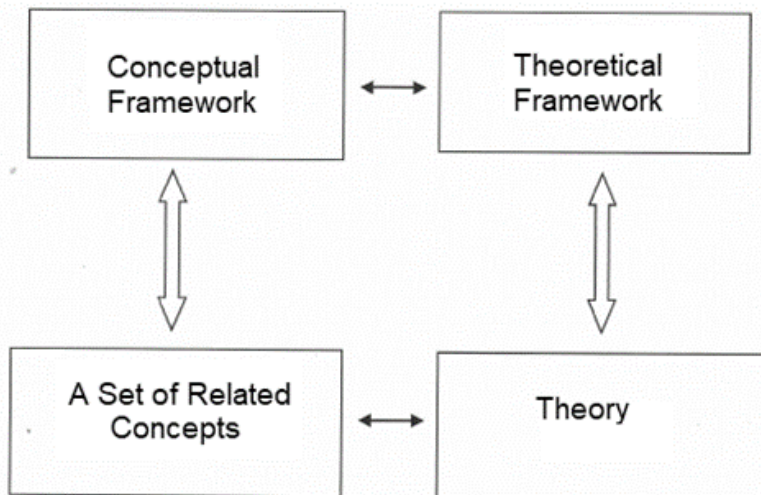 Conceptual
Framework
Theoretical
Framework
A Set of Related
Concepts
Theory